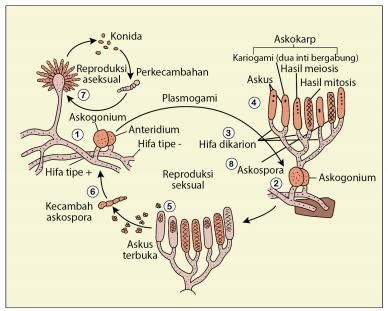 Askokarp
Konida
Kariogami (dua inti bergabung)
Hasil meiosis
Askus
Hasil mitosis
Reproduksi
aseksual
Perkecambahan
7
Plasmogami
4
Askogonium
1
Anteridium
Hifa tipe -
3
Hifa dikarion
8
Askospora
Hifa tipe +
2
Askogonium
Reproduksi
seksual
6
Kecambah
askospora
5
Askus
terbuka